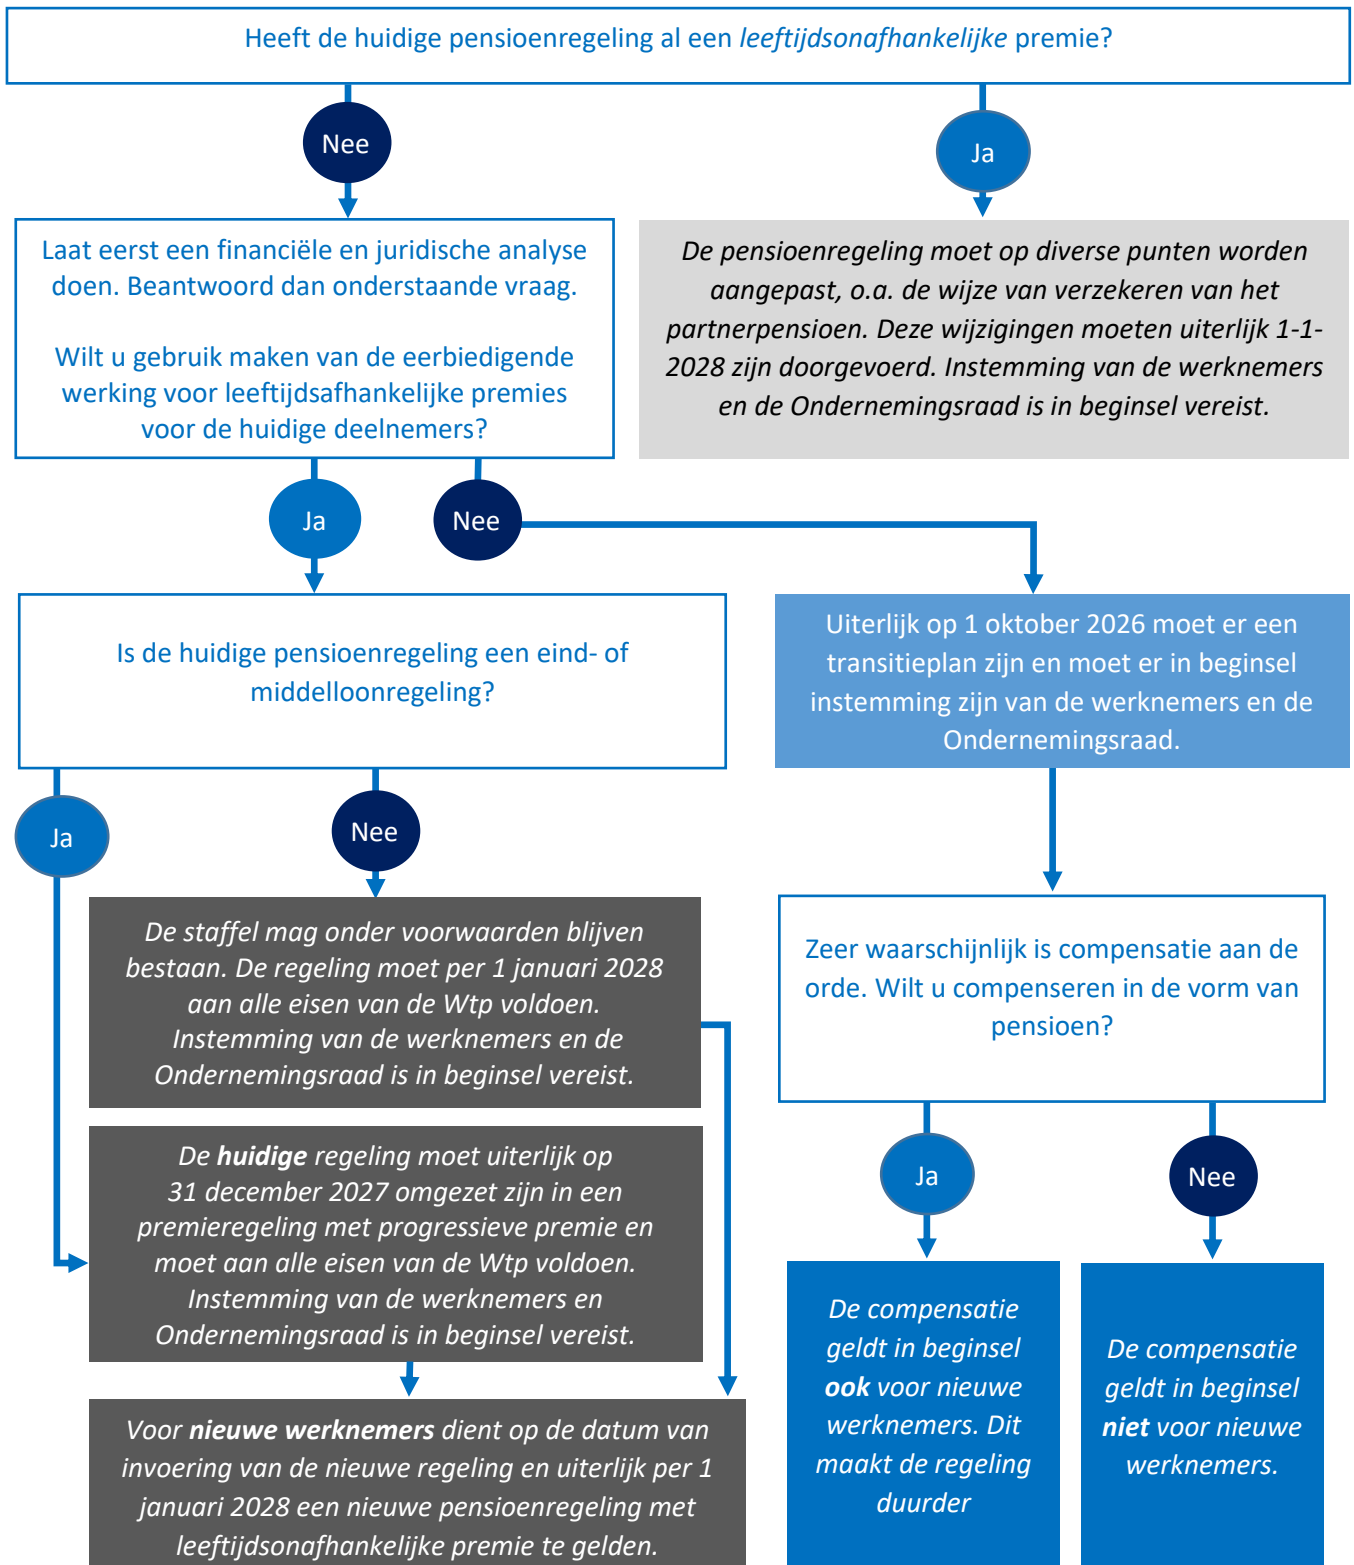 Heeft de huidige pensioenregeling al een leeftijdsonafhankelijke premie?
Nee
Ja
Laat eerst een financiële en juridische analyse
doen. Beantwoord dan onderstaande vraag.
Wilt u gebruik maken van de eerbiedigende
werking voor leeftijdsafhankelijke premies
voor de huidige deelnemers?
De pensioenregeling moet op diverse punten worden
aangepast, o.a. de wijze van verzekeren van het
partnerpensioen. Deze wijzigingen moeten uiterlijk 1-1-
2028 zijn doorgevoerd. Instemming van de werknemers
en de Ondernemingsraad is in beginsel vereist.
Ja
Nee
Is de huidige pensioenregeling een eind- of
middelloonregeling?
Uiterlijk op 1 oktober 2026 moet er een
transitieplan zijn en moet er in beginsel
instemming zijn van de werknemers en de
Ondernemingsraad.
Ja
Nee
De staffel mag onder voorwaarden blijven
bestaan. De regeling moet per 1 januari 2028
aan alle eisen van de Wtp voldoen.
Instemming van de werknemers en de
Ondernemingsraad is in beginsel vereist.
Zeer waarschijnlijk is compensatie aan de
orde. Wilt u compenseren in de vorm van
pensioen?
De huidige regeling moet uiterlijk op
31 december 2027 omgezet zijn in een
premieregeling met progressieve premie en
moet aan alle eisen van de Wtp voldoen.
Instemming van de werknemers en
Ondernemingsraad is in beginsel vereist.
Ja
Nee
De compensatie
geldt in beginsel
ook voor nieuwe
werknemers. Dit
maakt de regeling
duurder
De compensatie
geldt in beginsel
niet voor nieuwe
werknemers.
Voor nieuwe werknemers dient op de datum van
invoering van de nieuwe regeling en uiterlijk per 1
januari 2028 een nieuwe pensioenregeling met
leeftijdsonafhankelijke premie te gelden.